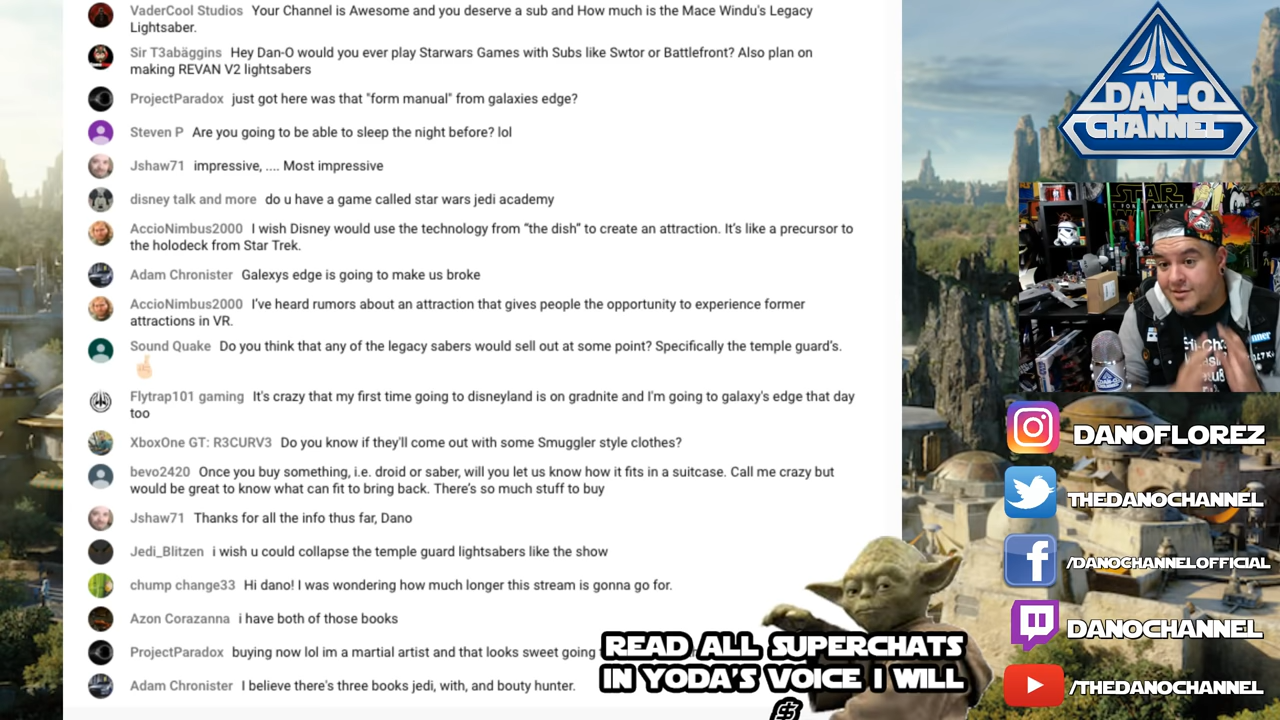 VaderCool Studios Your Channel is Awesome and you deserve a sub and How much is the Mace Windu's Legacy
Lightsaber.
Sir T3abäggins Hey Dan-O would you ever play Starwars Games with Subs like Swtor or Battlefront? Also plan on
making REVAN V2 lightsabers
ProjectParadox just got here was that "form manual" from galaxies edge?
Steven P Are you going to be able to sleep the night before? lol
Jshaw71 impressive, .... Most impressive
disney talk and more do u have a game called star wars jedi academy
AccioNimbus2000 I wish Disney would use the technology from “the dish” to create an attraction. It’s like a precursor to
the holodeck from Star Trek.
Adam Chronister Galexys edge is going to make us broke
AccioNimbus2000 I’ve heard rumors about an attraction that gives people the opportunity to experience former
attractions in VR.
Sound Quake Do you think that any of the legacy sabers would sell out at some point? Specifically the temple guard’s.
Flytrap101 gaming It's crazy that my first time going to disneyland is on gradnite and I'm going to galaxy's edge that day
too
XboxOne GT: R3CURV3 Do you know if they'll come out with some Smuggler style clothes?
bevo2420 Once you buy something, i.e. droid or saber, will you let us know how it fits in a suitcase. Call me crazy but
would be great to know what can fit to bring back. There’s so much stuff to buy
Jshaw71 Thanks for all the info thus far, Dano
Jedi_Blitzen i wish u could collapse the temple guard lightsabers like the show
chump change33 Hi dano! I was wondering how much longer this stream is gonna go for.
Azon Corazanna i have both of those books
ProjectParadox buying now lol im a martial artist and that looks sweet going
Adam Chronister I believe there's three books jedi, with, and bouty hunter.
READ ALL SUPERCHATS
IN YODA'S VOICE I WILL
$
THE
DAN-O
CHANNEL
STAR
DANOFLOREZ
THEDANOCHANNEL
/DANOCHANNELOFFICIAL
DANOCHANNEL
/THEDANOCHANNEL